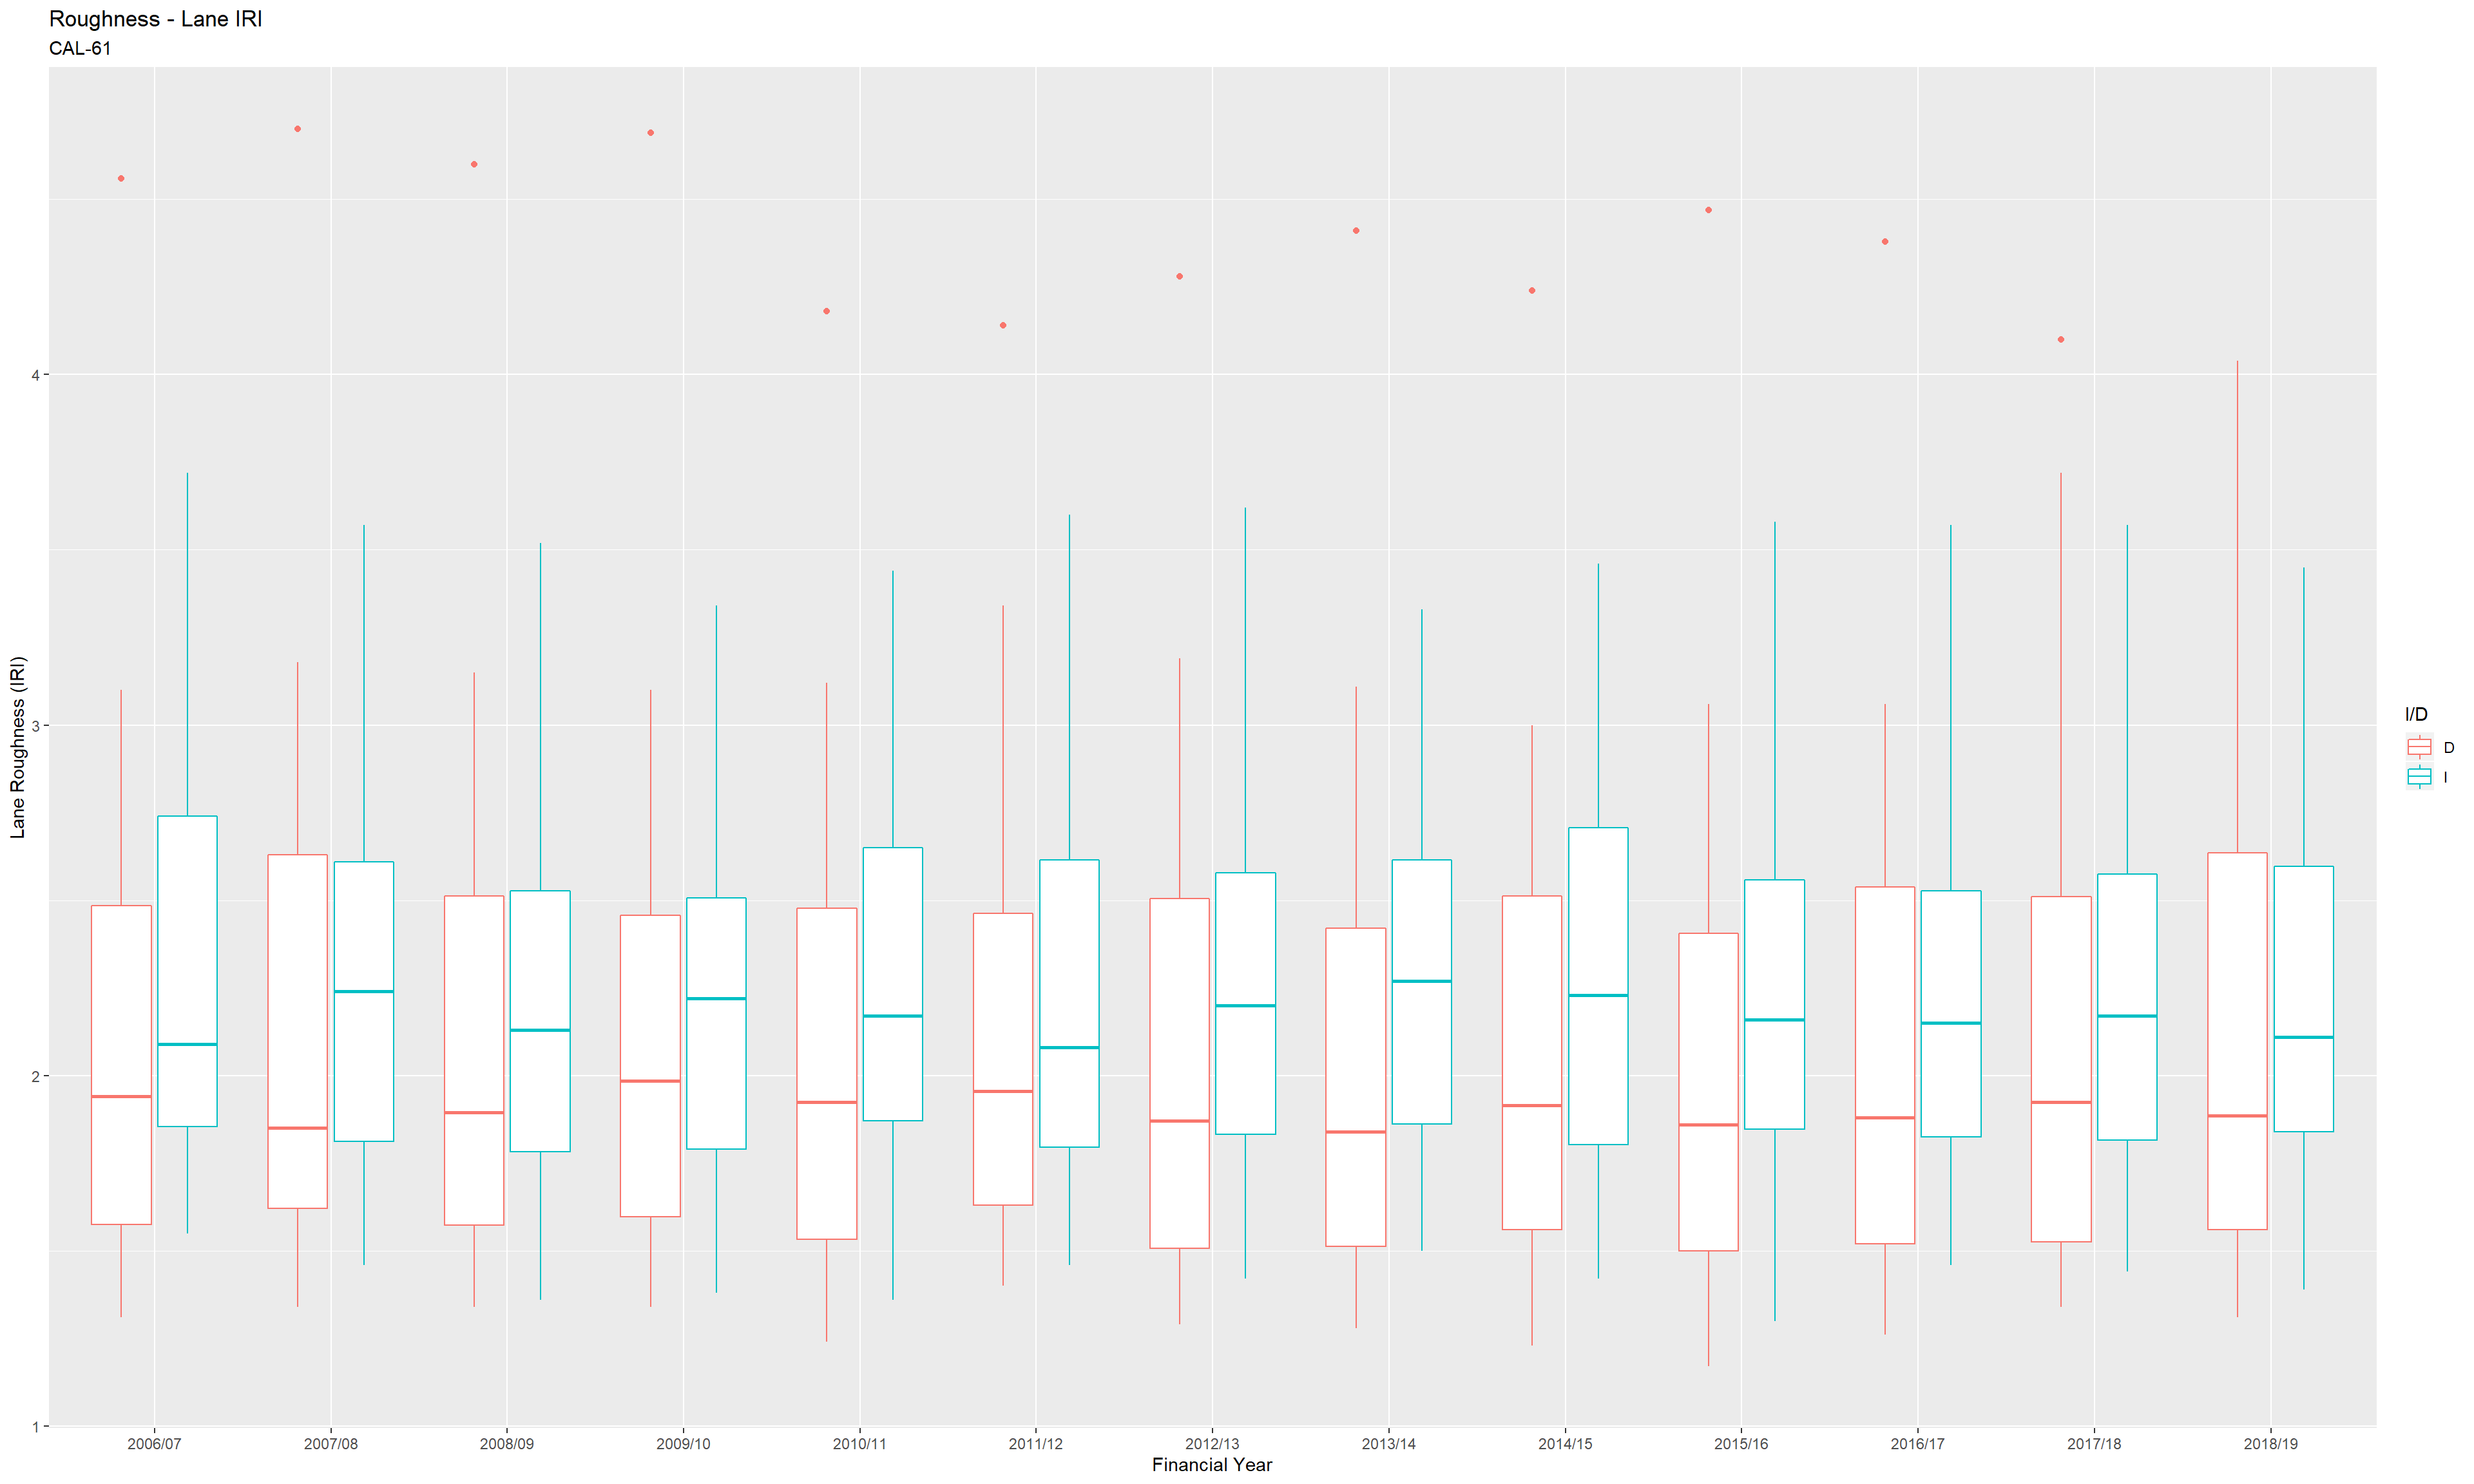 Roughness - Lane IRI
CAL-61
Lane Roughness (IRI)
4
3
2
1
2006/07 2007/08 2008/09 2009/10 2010/11 2011/12 2012/13 2013/14 2014/15 2015/16 2016/17 2017/18 2018/19
Financial Year
I/D
D
I